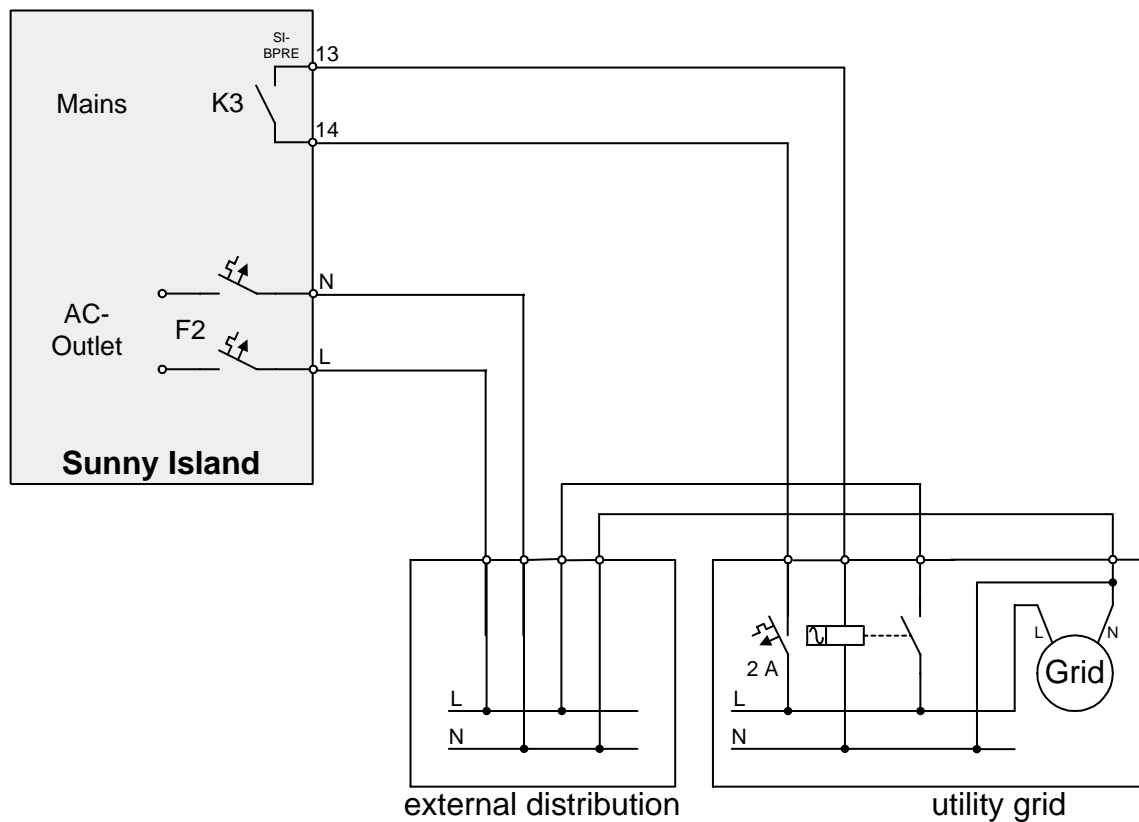 SI-
BPRE
13
Mains
K3
14
N
AC-
Outlet
F2
L
Sunny Island
L
N
external distribution
2 A
L
N
L
N
Grid
utility grid